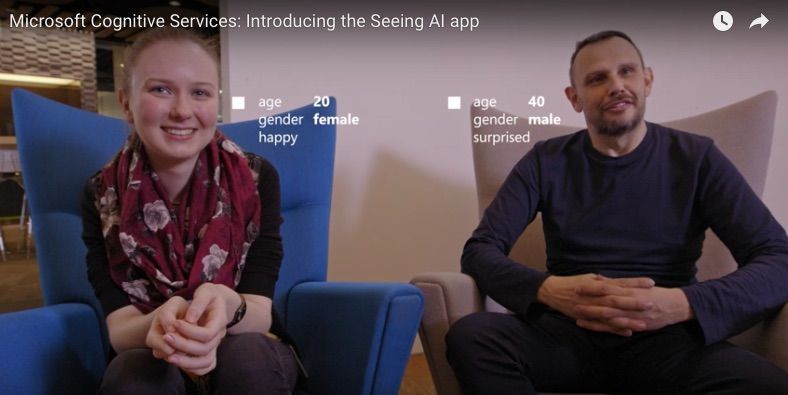 Microsoft Cognitive Services: Introducing the Seeing AI app
age 20
gender female
happy
age 40
gender male
surprised